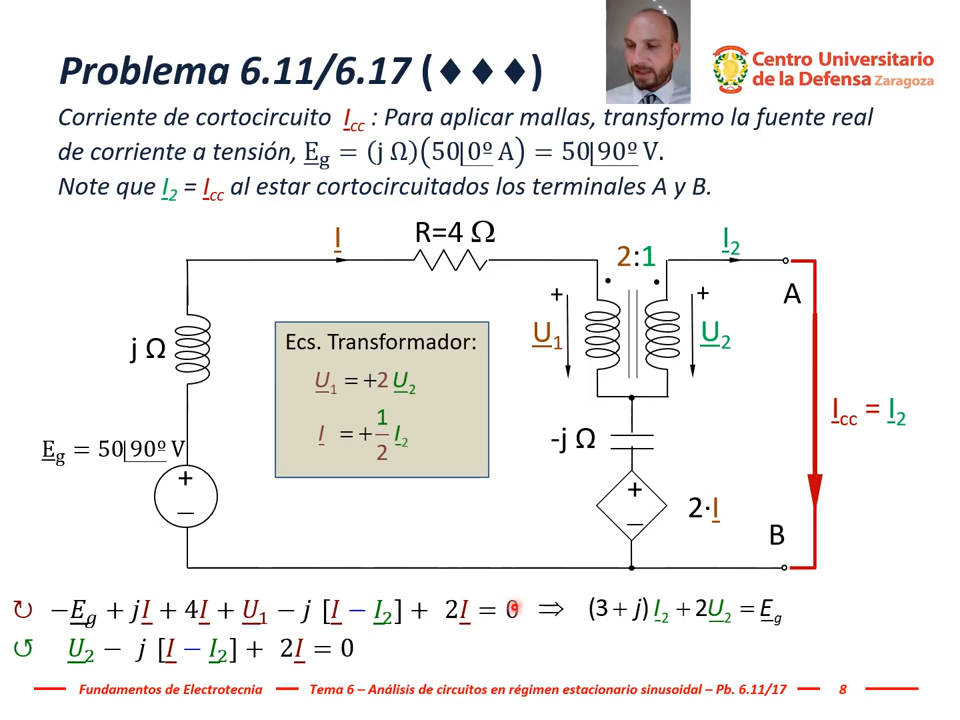 Problema 6.11/6.17 (♦♦♦)
Centro Universitario
de la Defensa Zaragoza
Corriente de cortocircuito I_cc : Para aplicar mallas, transformo la fuente real
de corriente a tensión, E_g = (j Ω)(50|0º A) = 50|90º V.
Note que I_2 = I_cc al estar cortocircuitados los terminales A y B.
I
R=4 Ω
2:1
I_2
A
+
+
U_1
U_2
j Ω
Ecs. Transformador:
U_1 = +2 U_2
I = +1/2 I_2
I_cc = I_2
-j Ω
E_g = 50|90º V
+
–
+
–
2·I
B
↻ −E_g + jI + 4I + U_1 − j [I − I_2] + 2I = 0 ⇒ (3 + j) I_2 + 2U_2 = E_g
↺ U_2 − j [I − I_2] + 2I = 0
Fundamentos de Electrotecnia
Tema 6 – Análisis de circuitos en régimen estacionario sinusoidal – Pb. 6.11/17
8